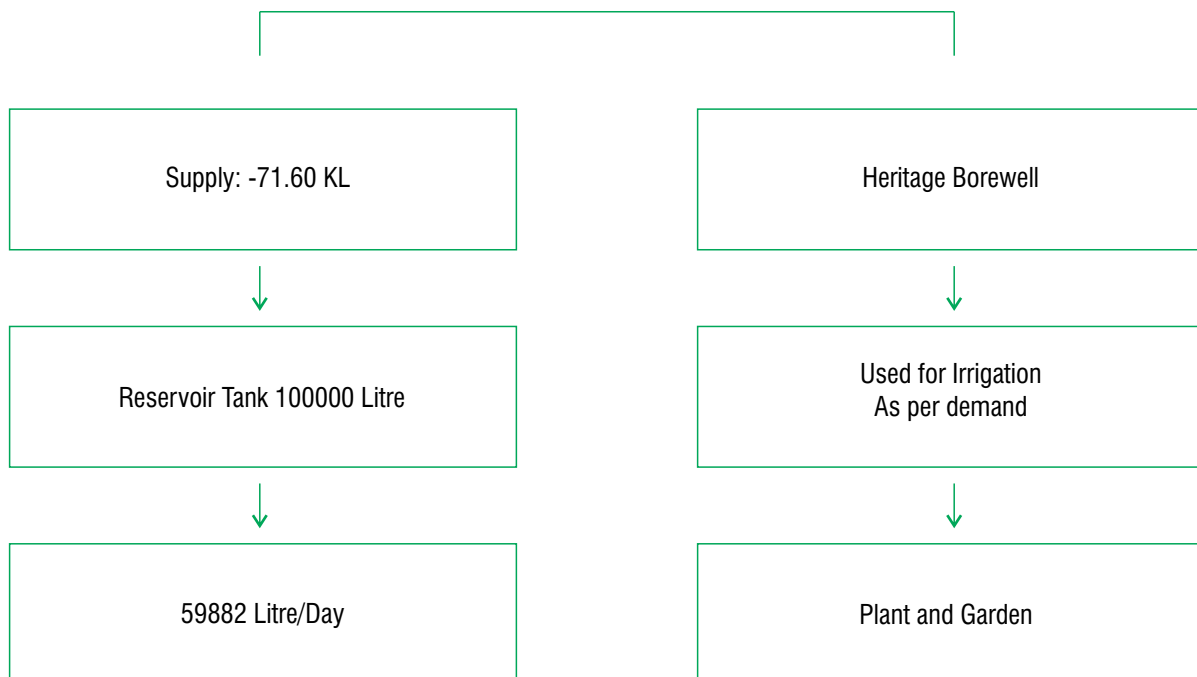 Supply: -71.60 KL
Heritage Borewell
Reservoir Tank 100000 Litre
Used for Irrigation
As per demand
59882 Litre/Day
Plant and Garden